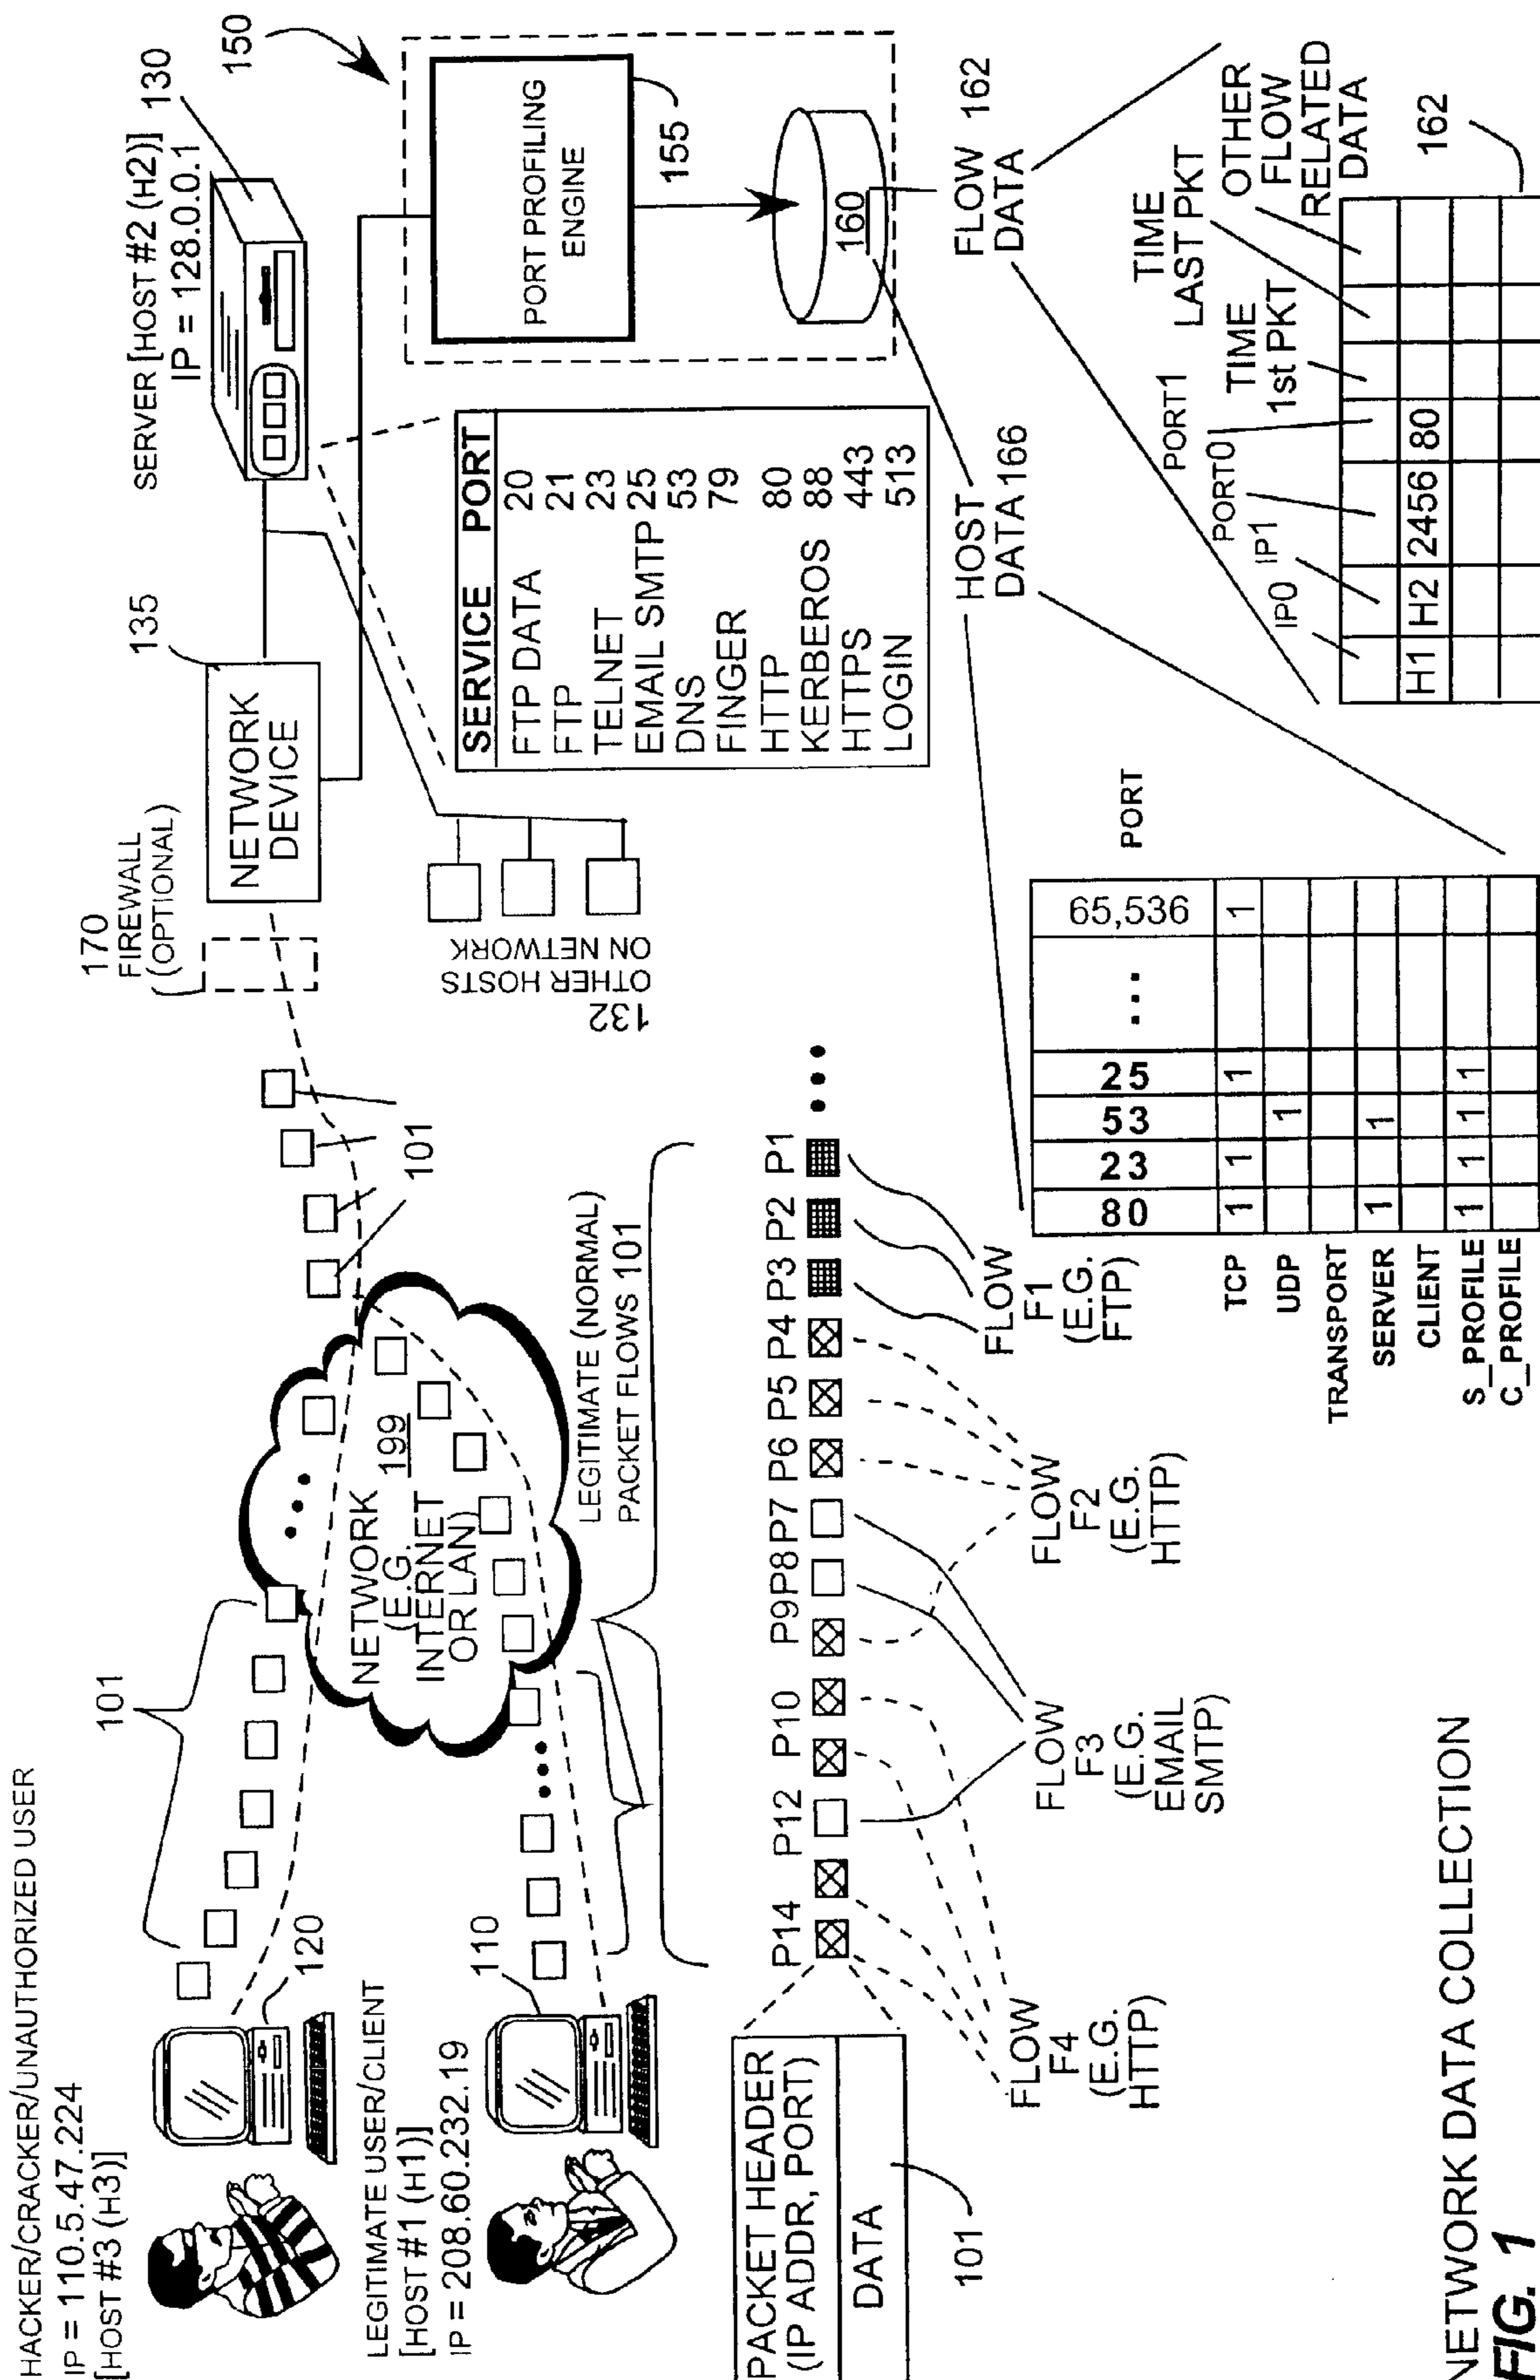 HACKER/CRACKER/UNAUTHORIZED USER
IP = 110.5.47.224
[HOST #3 (H3)]
120
101
LEGITIMATE USER/CLIENT
[HOST #1 (H1)]
IP = 208.60.232.19
110
NETWORK 199
(E.G.
INTERNET
OR LAN)
LEGITIMATE (NORMAL)
PACKET FLOWS 101
101
170
FIREWALL
(OPTIONAL)
135
NETWORK
DEVICE
132
OTHER HOSTS
ON NETWORK
SERVER [HOST #2 (H2)]
IP = 128.0.0.1
130
150
PORT PROFILING
ENGINE
155
160
SERVICE PORT
FTP DATA 20
FTP 21
TELNET 23
EMAIL SMTP 25
DNS 53
FINGER 79
HTTP 80
KERBEROS 88
HTTPS 443
LOGIN 513
PACKET HEADER
(IP ADDR, PORT)
DATA
101
P14 P12 P10 P9 P8 P7 P6 P5 P4 P3 P2 P1
FLOW
F4
(E.G.
HTTP)
FLOW
F3
(E.G.
EMAIL
SMTP)
FLOW
F2
(E.G.
HTTP)
FLOW
F1
(E.G.
FTP)
HOST
DATA 166
FLOW 162
DATA
80 23 53 25 ... 65,536 PORT
TCP 1 1 1 1
UDP 1
TRANSPORT
SERVER 1 1
CLIENT
S_PROFILE 1 1 1 1
C_PROFILE
IP0
IP1
PORT0
PORT1
TIME
1st PKT
TIME
LAST PKT
OTHER
FLOW
RELATED
DATA
H1 H2 2456 80
162
NETWORK DATA COLLECTION
FIG. 1